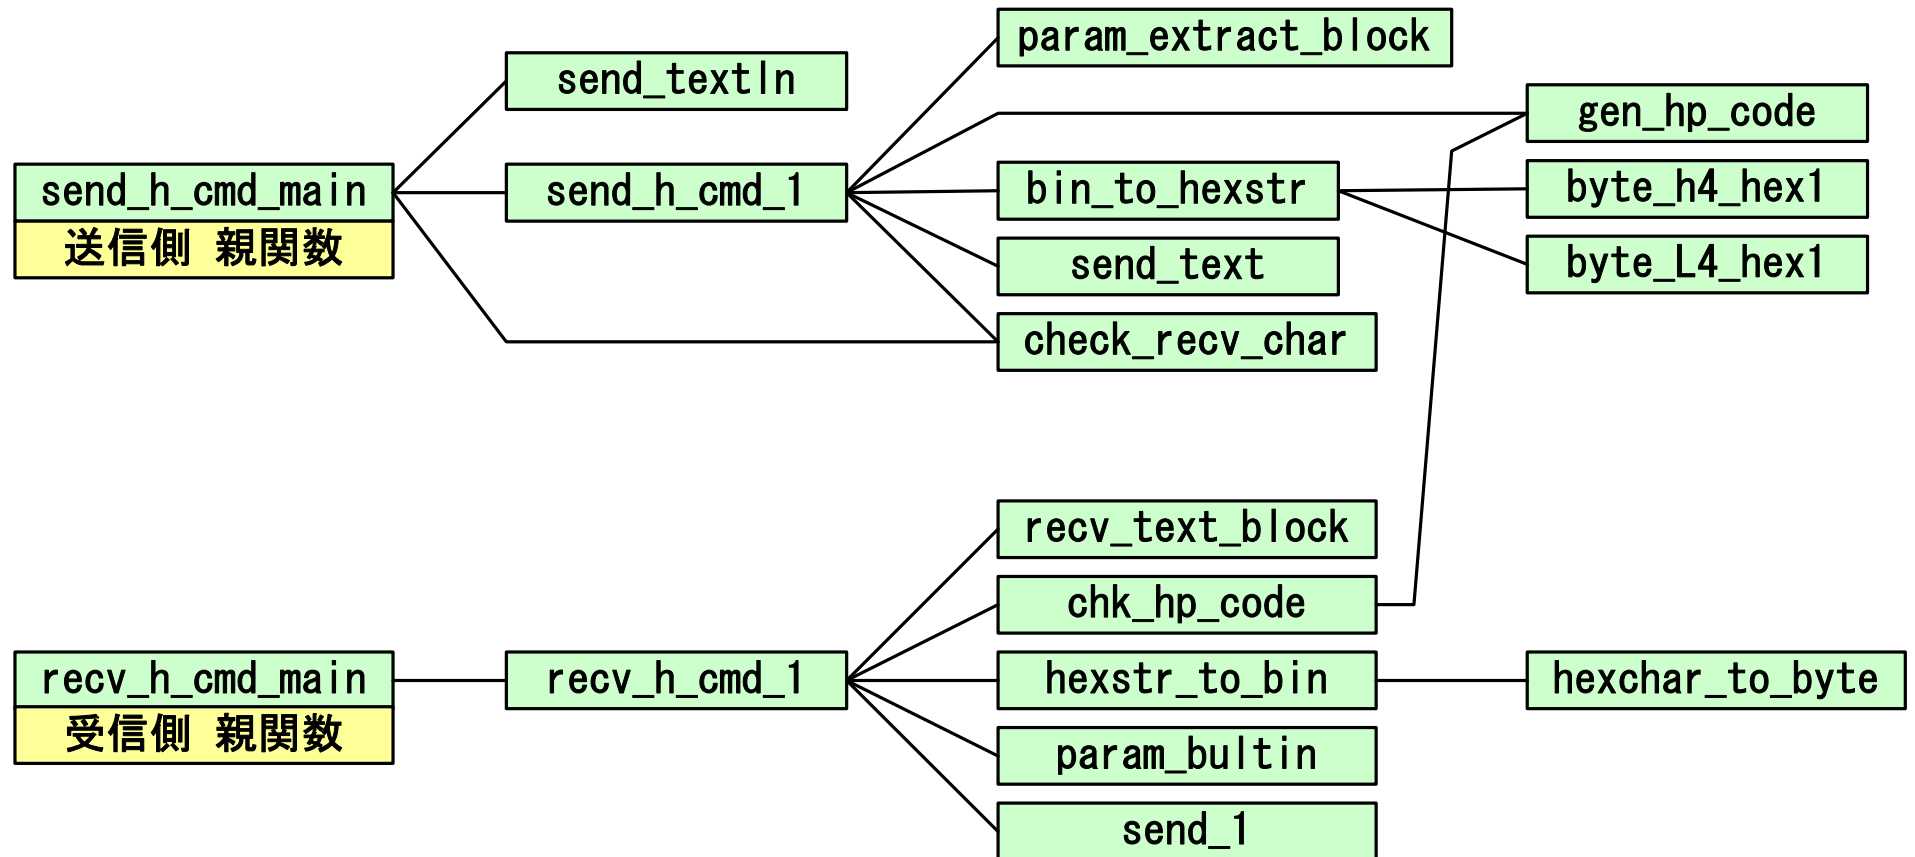 param_extract_block
send_textln
gen_hp_code
send_h_cmd_main
send_h_cmd_1
bin_to_hexstr
byte_h4_hex1
送信側 親関数
send_text
byte_L4_hex1
check_recv_char
recv_text_block
chk_hp_code
recv_h_cmd_main
recv_h_cmd_1
hexstr_to_bin
hexchar_to_byte
受信側 親関数
param_bultin
send_1